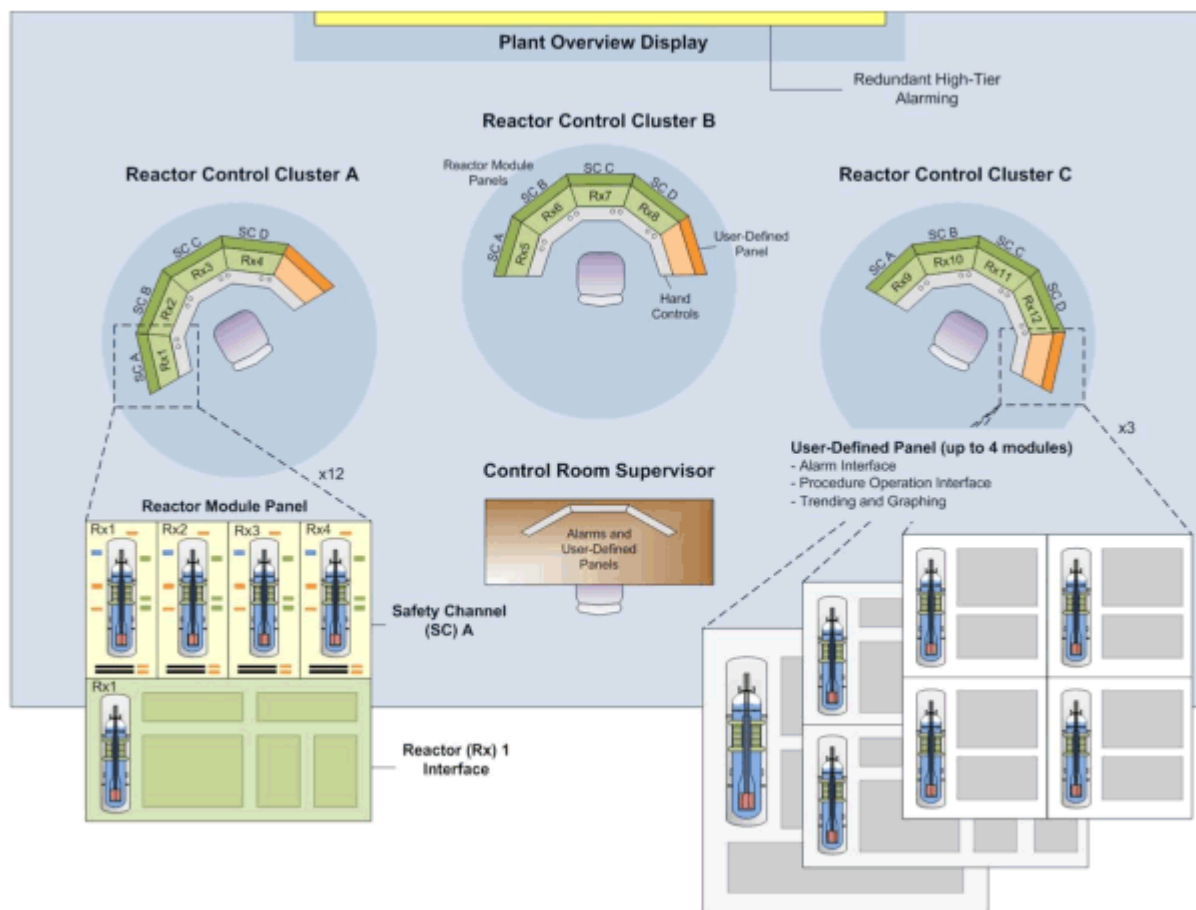 Plant Overview Display
Redundant High-Tier
Alarming
Reactor Control Cluster B
Reactor Control Cluster A
Reactor Control Cluster C
Reactor Module
Panels
SC A
SC B
SC C
SC D
Rx5
Rx6
Rx7
Rx8
User-Defined
Panel
Hand
Controls
SC A
SC B
SC C
SC D
Rx1
Rx2
Rx3
Rx4
SC A
SC B
SC C
SC D
Rx9
Rx10
Rx11
Rx12
x12
x3
User-Defined Panel (up to 4 modules)
- Alarm Interface
- Procedure Operation Interface
- Trending and Graphing
Control Room Supervisor
Alarms and
User-Defined
Panels
Reactor Module Panel
Rx1
Rx2
Rx3
Rx4
Safety Channel
(SC) A
Rx1
Reactor (Rx) 1
Interface